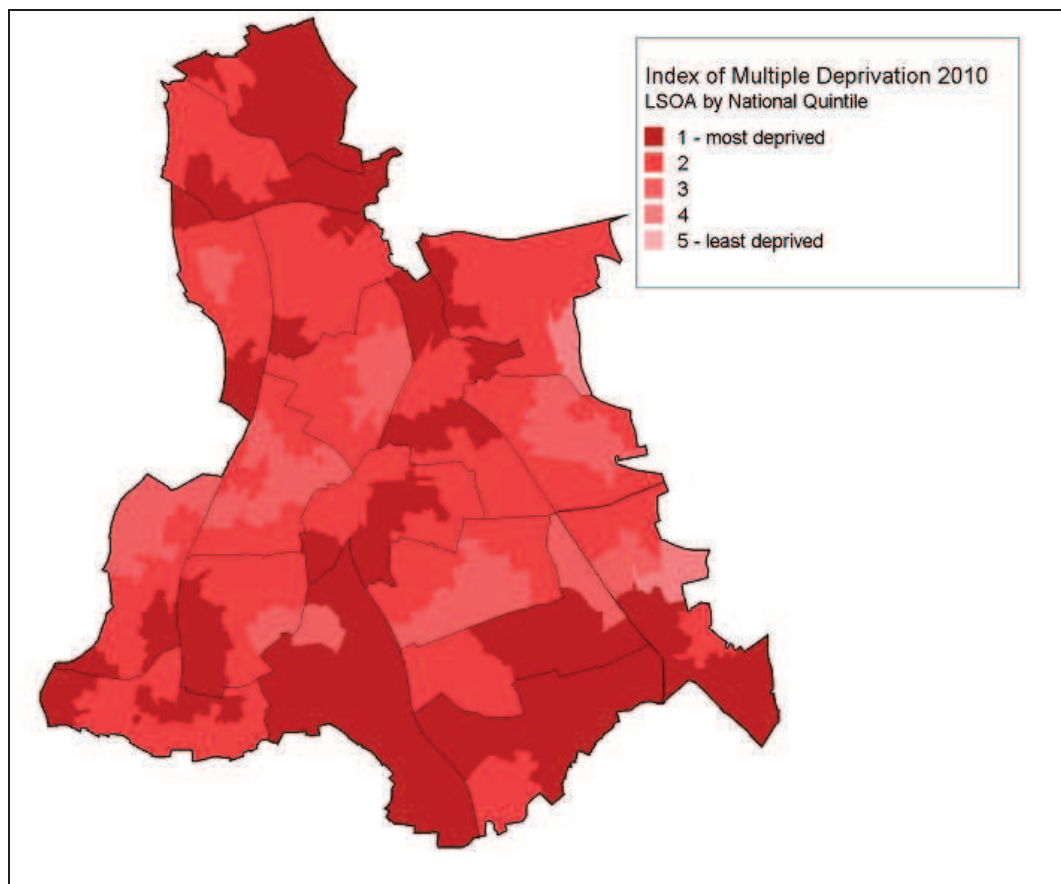 Index of Multiple Deprivation 2010
LSOA by National Quintile
1 - most deprived
2
3
4
5 - least deprived